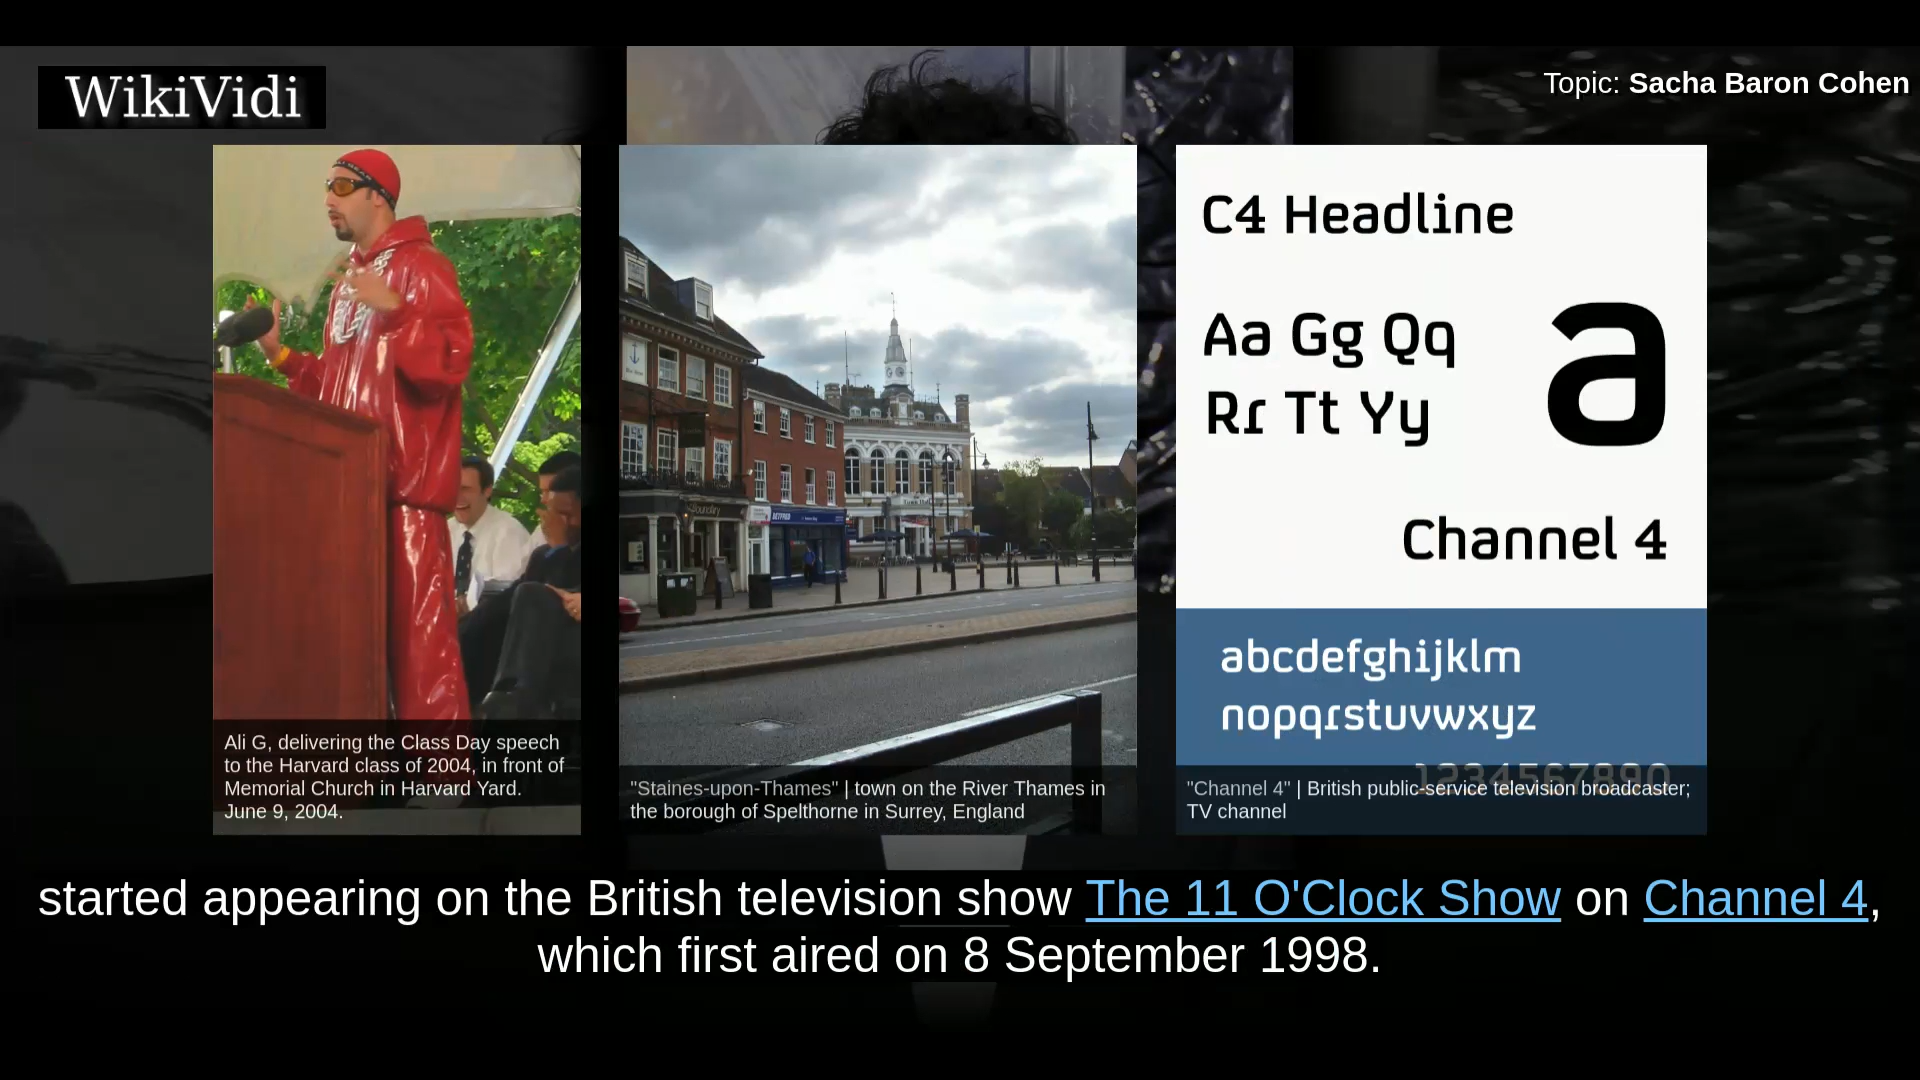 WikiVidi
Topic: Sacha Baron Cohen
C4 Headline
Aa Gg Qq
Rr Tt Yy
a
Channel 4
abcdefghijklm
nopqrstuvwxyz
1234567890
BETFRED
Ali G, delivering the Class Day speech
to the Harvard class of 2004, in front of
Memorial Church in Harvard Yard.
June 9, 2004.
"Staines-upon-Thames" | town on the River Thames in
the borough of Spelthorne in Surrey, England
"Channel 4" | British public-service television broadcaster;
TV channel
started appearing on the British television show The 11 O'Clock Show on Channel 4,
which first aired on 8 September 1998.